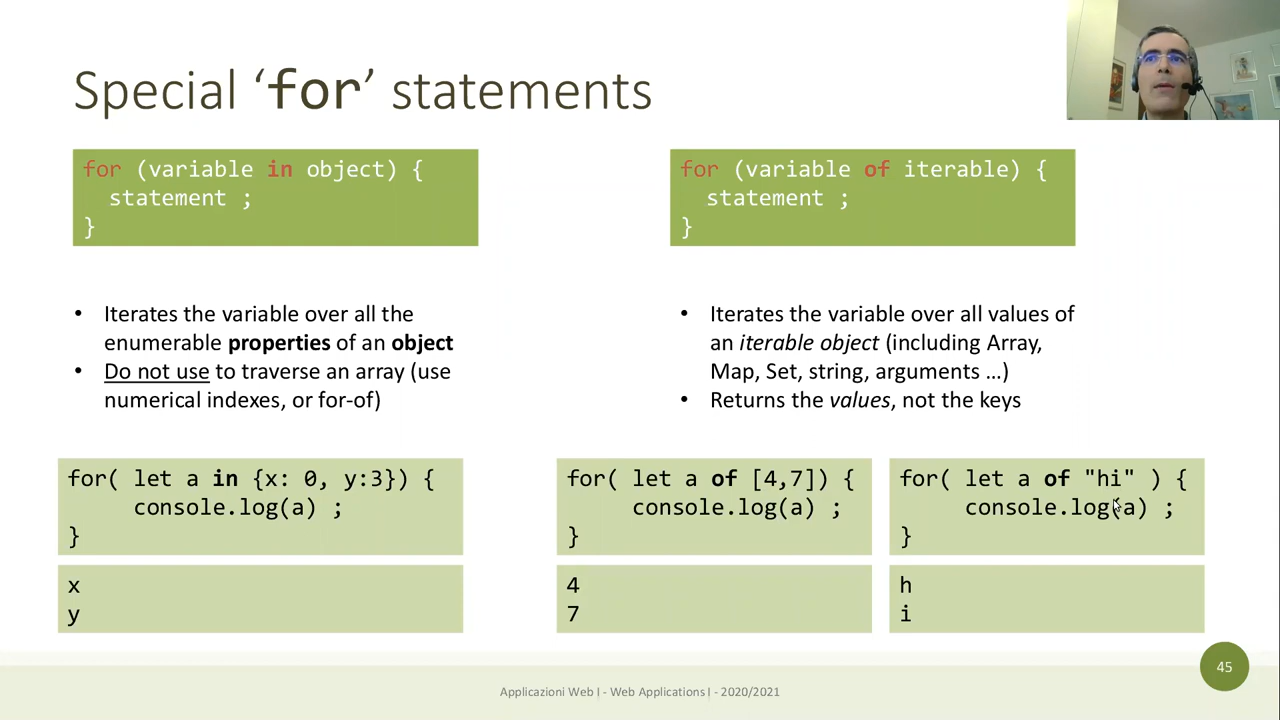 Special ‘for’ statements
for (variable in object) {
statement ;
}
• Iterates the variable over all the
enumerable properties of an object
• Do not use to traverse an array (use
numerical indexes, or for-of)
for( let a in {x: 0, y:3}) {
console.log(a) ;
}
x
y
for (variable of iterable) {
statement ;
}
• Iterates the variable over all values of
an iterable object (including Array,
Map, Set, string, arguments …)
• Returns the values, not the keys
for( let a of [4,7]) {
console.log(a) ;
}
4
7
for( let a of "hi" ) {
console.log(a) ;
}
h
i
Applicazioni Web I - Web Applications I - 2020/2021
45